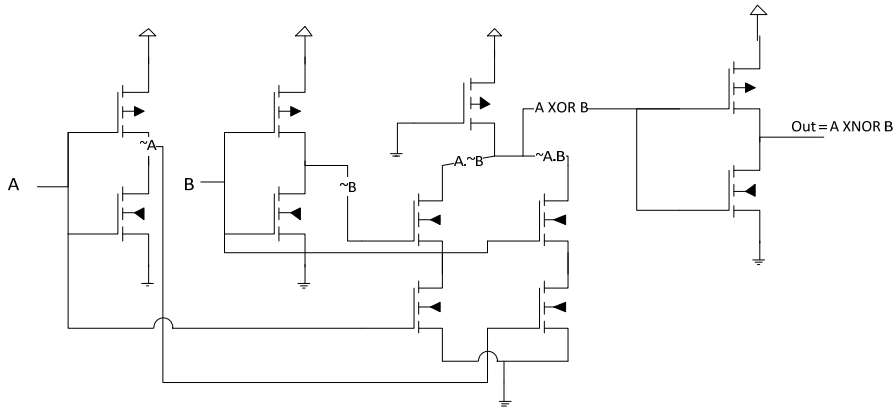 A XOR B
Out = A XNOR B
~A
A.~B
~A.B
A
B
~B